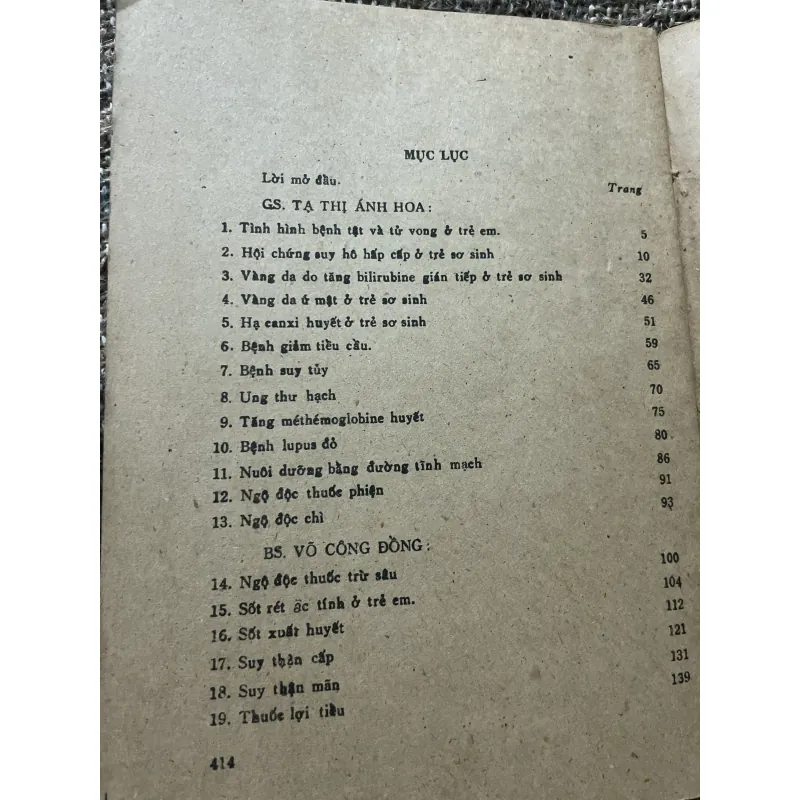 MỤC LỤC
Lời mở đầu.
Trang
GS. TẠ THỊ ÁNH HOA :
1. Tình hình bệnh tật và tử vong ở trẻ em. 5
2. Hội chứng suy hô hấp cấp ở trẻ sơ sinh 10
3. Vàng da do tăng bilirubine gián tiếp ở trẻ sơ sinh 32
4. Vàng da ứ mật ở trẻ sơ sinh 46
5. Hạ canxi huyết ở trẻ sơ sinh 51
6. Bệnh giảm tiều cầu. 59
7. Bệnh suy tủy 65
8. Ung thư hạch 70
9. Tăng méthémoglobine huyết 75
10. Bệnh lupus đỏ 80
11. Nuôi dưỡng bằng đường tĩnh mạch 86
12. Ngộ độc thuốc phiện 91
13. Ngộ độc chì 93
BS. VÕ CÔNG ĐỒNG :
14. Ngộ độc thuốc trừ sâu 100
15. Sốt rét ác tính ở trẻ em. 104
16. Sốt xuất huyết 112
17. Suy thận cấp 121
18. Suy thận mãn 131
19. Thuốc lợi tiều 139
414